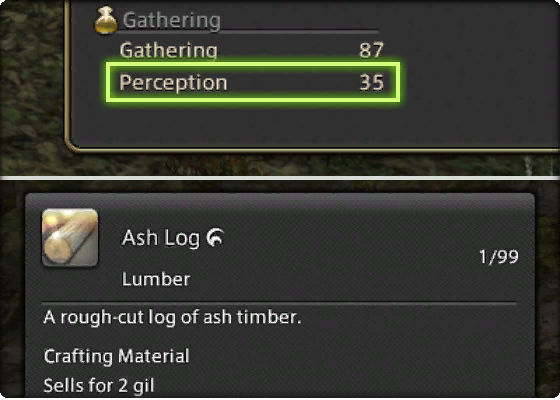 Gathering
Gathering 87
Perception 35
Ash Log
1/99
Lumber
A rough-cut log of ash timber.
Crafting Material
Sells for 2 gil